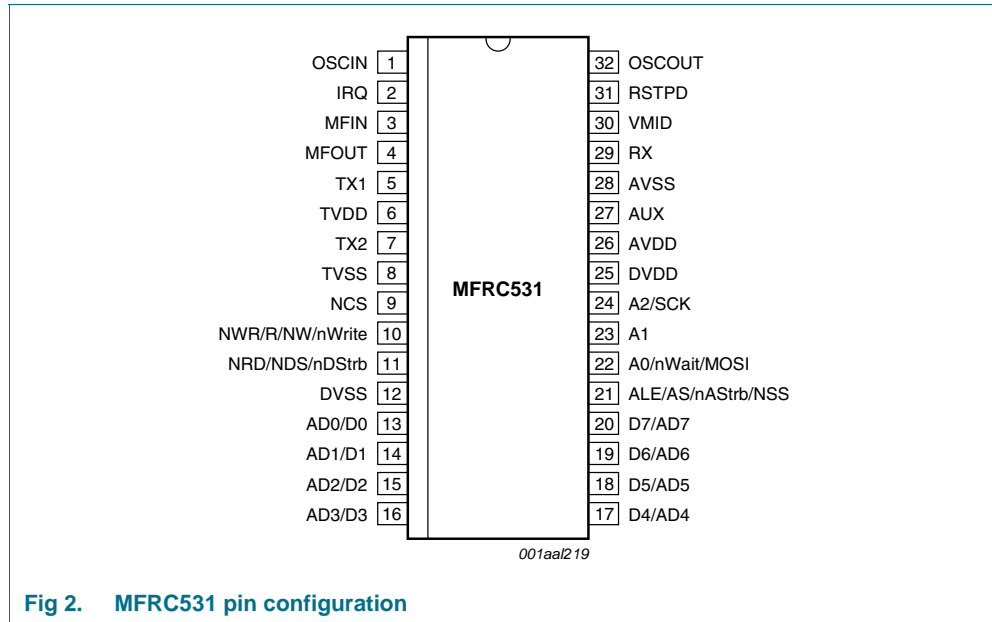 OSCIN 1 32 OSCOUT
IRQ 2 31 RSTPD
MFIN 3 30 VMID
MFOUT 4 29 RX
TX1 5 28 AVSS
TVDD 6 27 AUX
TX2 7 26 AVDD
TVSS 8 25 DVDD
MFRC531
NCS 9 24 A2/SCK
NWR/R/NW/nWrite 10 23 A1
NRD/NDS/nDStrb 11 22 A0/nWait/MOSI
DVSS 12 21 ALE/AS/nAStrb/NSS
AD0/D0 13 20 D7/AD7
AD1/D1 14 19 D6/AD6
AD2/D2 15 18 D5/AD5
AD3/D3 16 17 D4/AD4
001aal219
Fig 2. MFRC531 pin configuration